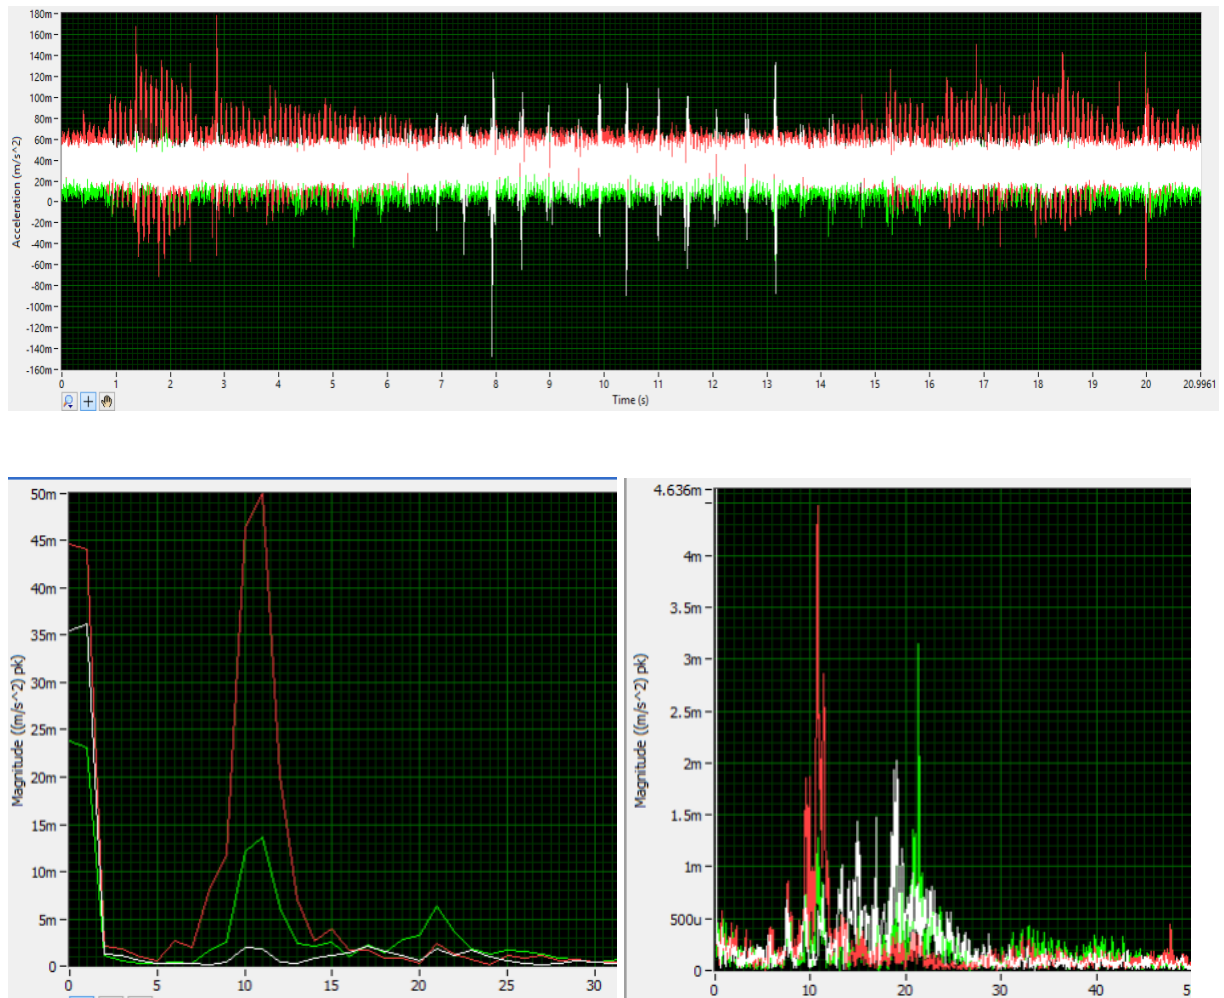 180m
160m
140m
120m
100m
80m
60m
40m
20m
0
-20m
-40m
-60m
-80m
-100m
-120m
-140m
-160m
Acceleration (m/s^2)
0 1 2 3 4 5 6 7 8 9 10 11 12 13 14 15 16 17 18 19 20 20.9961
Time (s)
50m
45m
40m
35m
30m
25m
20m
15m
10m
5m
0
Magnitude ((m/s^2) pk)
0 5 10 15 20 25 30
4.636m
4m
3.5m
3m
2.5m
2m
1.5m
1m
500u
0
Magnitude ((m/s^2) pk)
0 10 20 30 40 5